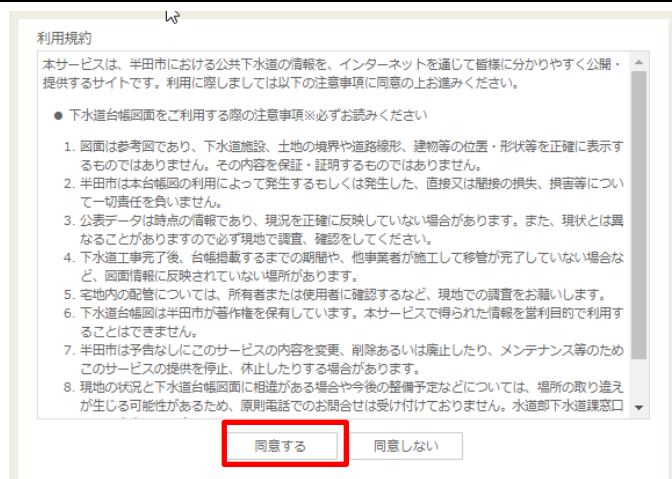 利用規約
本サービスは、半田市における公共下水道の情報を、インターネットを通じて皆様に分かりやすく公開・
提供するサイトです。利用に際しましては以下の注意事項に同意の上お進みください。
● 下水道台帳図面をご利用する際の注意事項※必ずお読みください
1. 図面は参考図であり、下水道施設、土地の境界や道路線形、建物等の位置・形状等を正確に表示す
るものではありません。その内容を保証・証明するものではありません。
2. 半田市は本台帳図の利用によって発生するもしくは発生した、直接又は間接の損失、損害等につい
て一切責任を負いません。
3. 公表データは時点の情報であり、現況を正確に反映していない場合があります。また、現状とは異
なることがありますので必ず現地で調査、確認をしてください。
4. 下水道工事完了後、台帳掲載するまでの期間や、他事業者が施工して移管が完了していない場合な
ど、図面情報に反映されていない場所があります。
5. 宅地内の配管については、所有者または使用者に確認するなど、現地での調査をお願いします。
6. 下水道台帳図は半田市が著作権を保有しています。本サービスで得られた情報を営利目的で利用す
ることはできません。
7. 半田市は予告なしにこのサービスの内容を変更、削除あるいは廃止したり、メンテナンス等のため
このサービスの提供を停止、休止したりする場合があります。
8. 現地の状況と下水道台帳図面に相違がある場合や今後の整備予定などについては、場所の取り違え
が生じる可能性があるため、原則電話でのお問合せは受け付けておりません。水道部下水道課窓口
同意する
同意しない